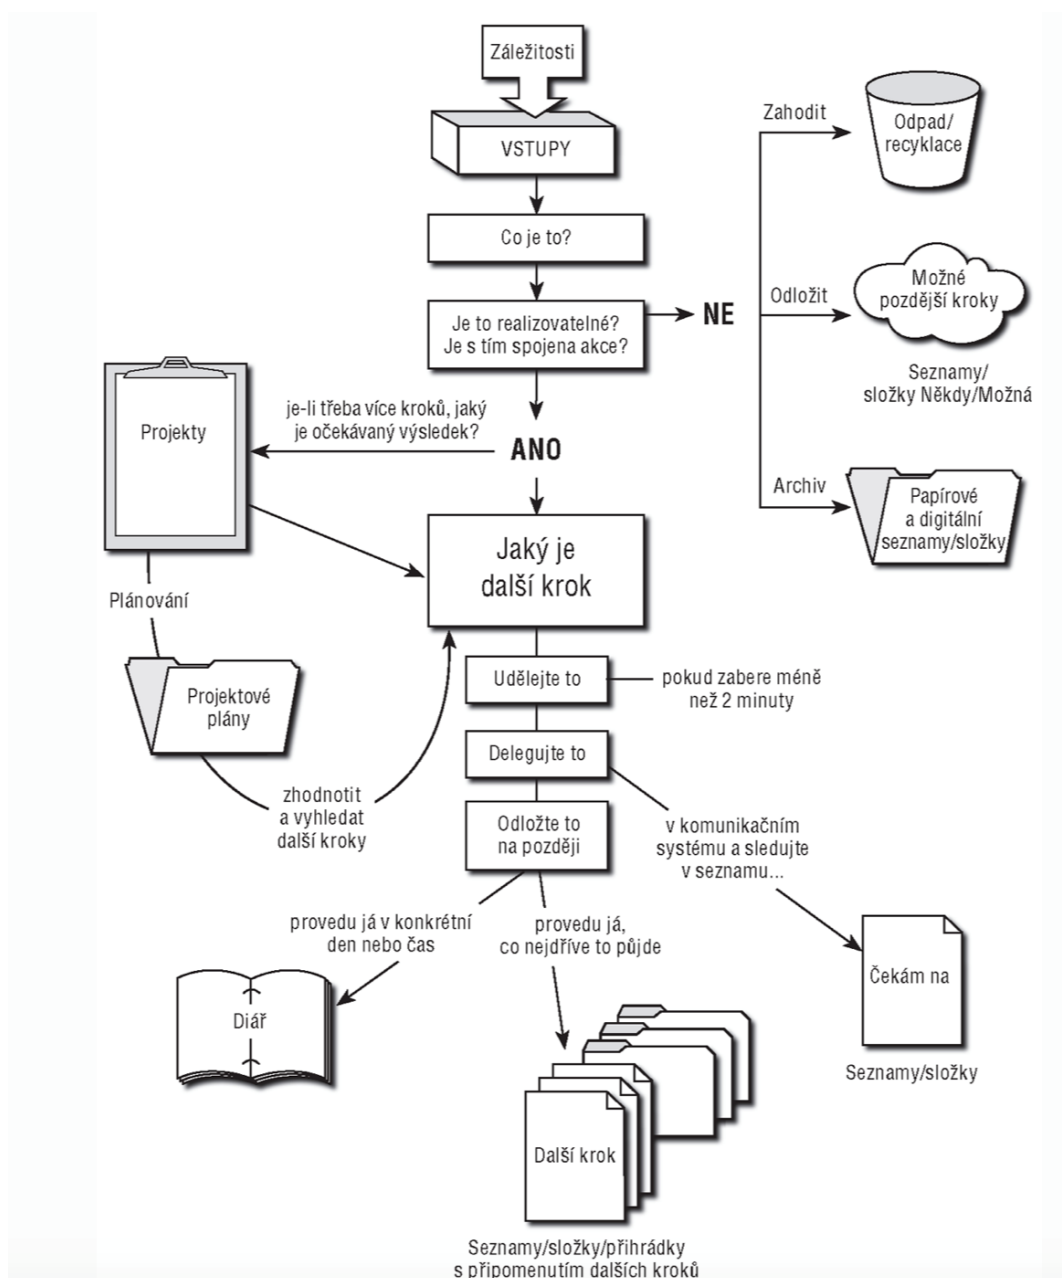 Záležitosti
VSTUPY
Co je to?
Je to realizovatelné?
Je s tím spojena akce?
NE
Zahodit
Odpad/
recyklace
Odložit
Možné
pozdější kroky
Seznamy/
složky Někdy/Možná
Archiv
Papírové
a digitální
seznamy/složky
ANO
je-li třeba více kroků, jaký
je očekávaný výsledek?
Projekty
Plánování
Projektové
plány
zhodnotit
a vyhledat
další kroky
Jaký je
další krok
Udělejte to
pokud zabere méně
než 2 minuty
Delegujte to
v komunikačním
systému a sledujte
v seznamu...
Čekám na
Seznamy/složky
Odložte to
na později
provedu já v konkrétní
den nebo čas
Diář
provedu já,
co nejdříve to půjde
Další krok
Seznamy/složky/přihrádky
s připomenutím dalších kroků